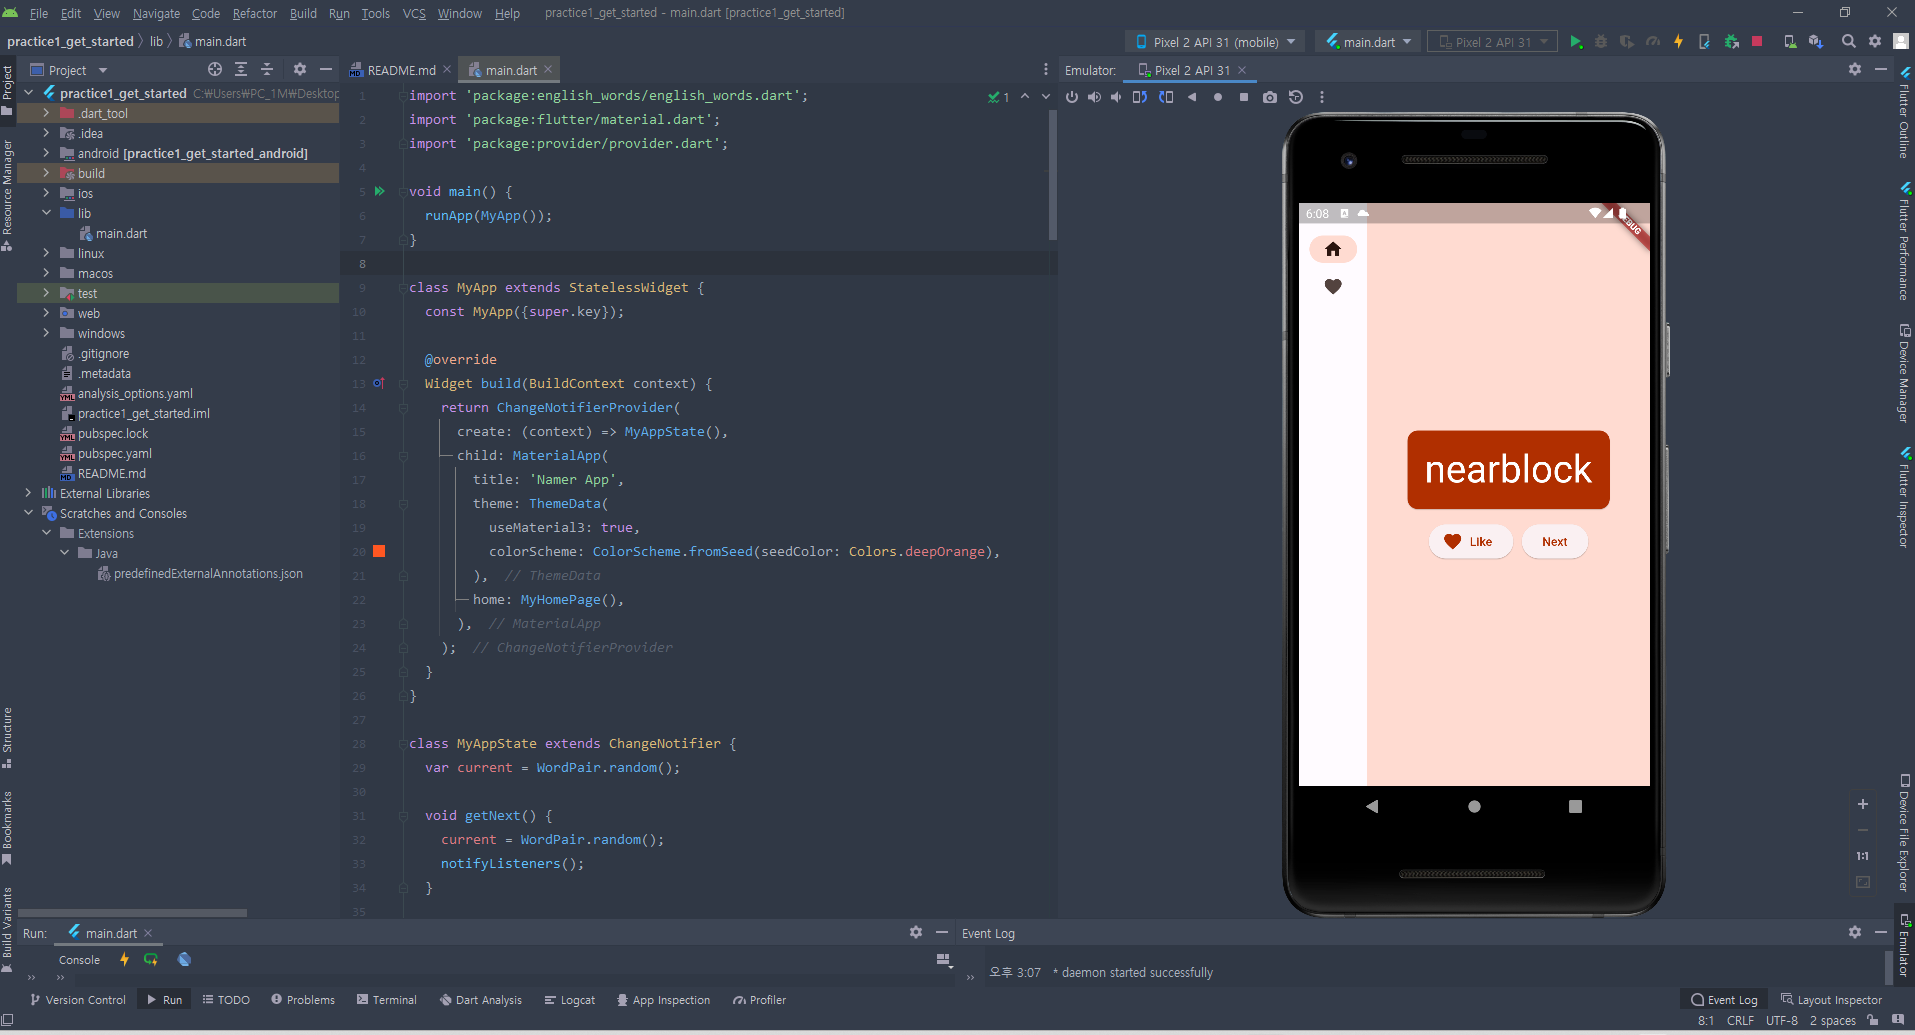 File Edit View Navigate Code Refactor Build Run Tools VCS Window Help practice1_get_started - main.dart [practice1_get_started]
practice1_get_started lib main.dart Pixel 2 API 31 (mobile) main.dart Pixel 2 API 31
Project
Resource Manager
Structure
Bookmarks
Build Variants
Project
practice1_get_started C:₩Users₩PC_1M₩Desktop
.dart_tool
.idea
android [practice1_get_started_android]
build
ios
lib
main.dart
linux
macos
test
web
windows
.gitignore
.metadata
analysis_options.yaml
practice1_get_started.iml
pubspec.lock
pubspec.yaml
README.md
External Libraries
Scratches and Consoles
Extensions
Java
predefinedExternalAnnotations.json
README.md main.dart
1
1 import 'package:english_words/english_words.dart';
2 import 'package:flutter/material.dart';
3 import 'package:provider/provider.dart';
4
5 void main() {
6 runApp(MyApp());
7 }
8
9 class MyApp extends StatelessWidget {
10 const MyApp({super.key});
11
12 @override
13 Widget build(BuildContext context) {
14 return ChangeNotifierProvider(
15 create: (context) => MyAppState(),
16 child: MaterialApp(
17 title: 'Namer App',
18 theme: ThemeData(
19 useMaterial3: true,
20 colorScheme: ColorScheme.fromSeed(seedColor: Colors.deepOrange),
21 ), // ThemeData
22 home: MyHomePage(),
23 ), // MaterialApp
24 ); // ChangeNotifierProvider
25 }
26 }
27
28 class MyAppState extends ChangeNotifier {
29 var current = WordPair.random();
30
31 void getNext() {
32 current = WordPair.random();
33 notifyListeners();
34 }
35
Emulator: Pixel 2 API 31
6:08
DEBUG
nearblock
Like Next
1:1
Flutter Outline
Flutter Performance
Device Manager
Flutter Inspector
Device File Explorer
Emulator
Run: main.dart
Console
Event Log
오후 3:07 * daemon started successfully
Version Control Run TODO Problems Terminal Dart Analysis Logcat App Inspection Profiler Event Log Layout Inspector
8:1 CRLF UTF-8 2 spaces